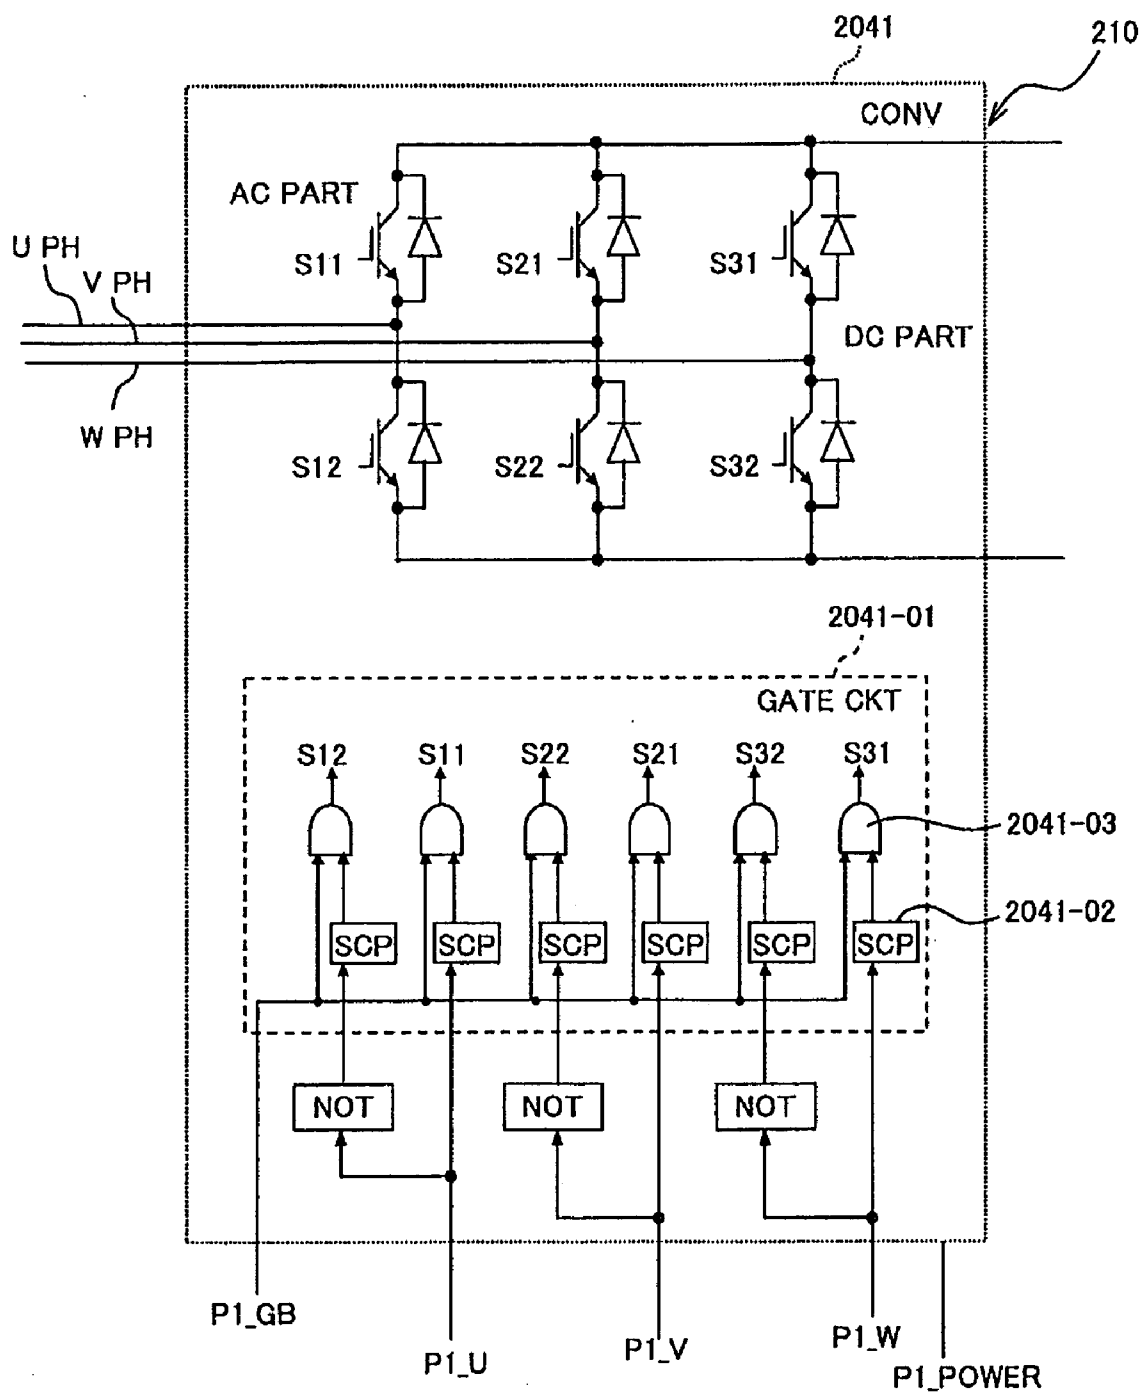 2041
210
CONV
AC PART
U PH
S11
S21
S31
V PH
DC PART
W PH
S12
S22
S32
2041-01
GATE CKT
S12
S11
S22
S21
S32
S31
2041-03
2041-02
SCP
SCP
SCP
SCP
SCP
SCP
NOT
NOT
NOT
P1_GB
P1_U
P1_V
P1_W
P1_POWER